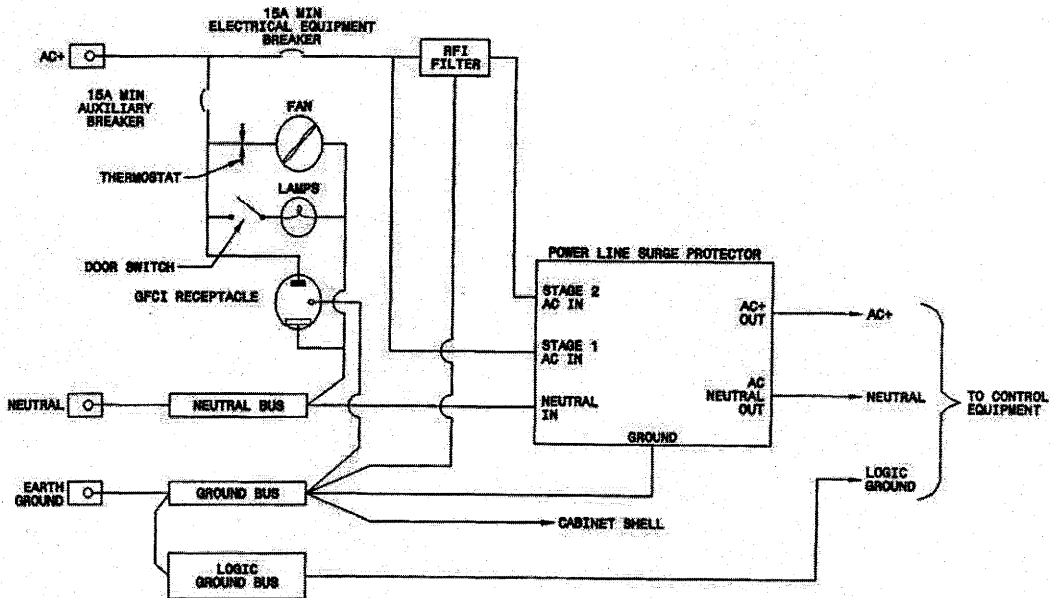 15A MIN
ELECTRICAL EQUIPMENT
BREAKER
AC+
RFI
FILTER
15A MIN
AUXILIARY
BREAKER
FAN
THERMOSTAT
LAMPS
DOOR SWITCH
GFCI RECEPTACLE
POWER LINE SURGE PROTECTOR
STAGE 2
AC IN
AC+
OUT
AC+
STAGE 1
AC IN
NEUTRAL
NEUTRAL BUS
NEUTRAL
IN
AC
NEUTRAL
OUT
NEUTRAL
TO CONTROL
EQUIPMENT
GROUND
EARTH
GROUND
GROUND BUS
LOGIC
GROUND
CABINET SHELL
LOGIC
GROUND BUS